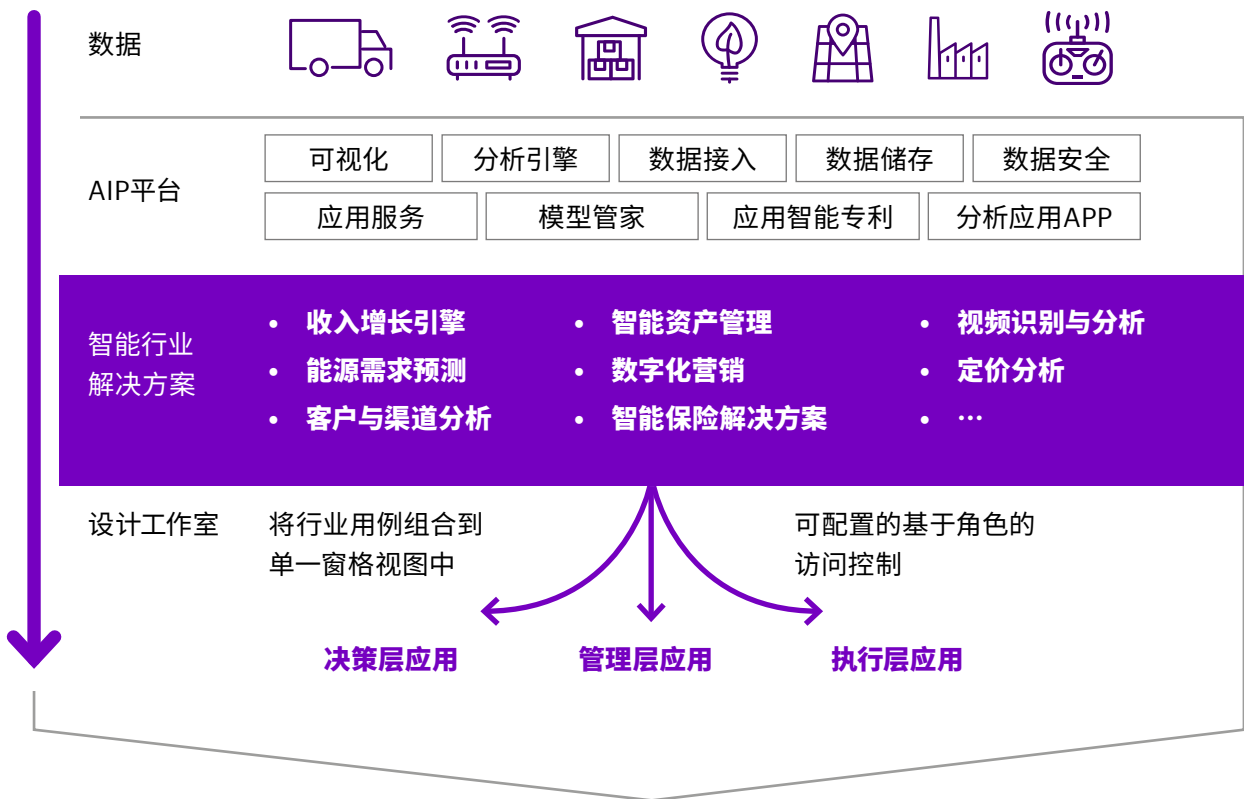 数据
AIP平台
可视化
分析引擎
数据接入
数据储存
数据安全
应用服务
模型管家
应用智能专利
分析应用APP
智能行业
解决方案
• 收入增长引擎
• 能源需求预测
• 客户与渠道分析
• 智能资产管理
• 数字化营销
• 智能保险解决方案
• 视频识别与分析
• 定价分析
• …
设计工作室
将行业用例组合到
单一窗格视图中
可配置的基于角色的
访问控制
决策层应用
管理层应用
执行层应用